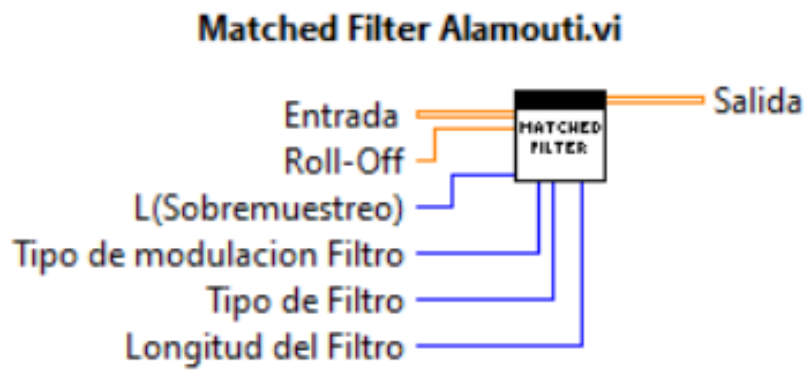 Matched Filter Alamouti.vi
Entrada
Salida
MATCHED
FILTER
Roll-Off
L(Sobremuestreo)
Tipo de modulacion Filtro
Tipo de Filtro
Longitud del Filtro